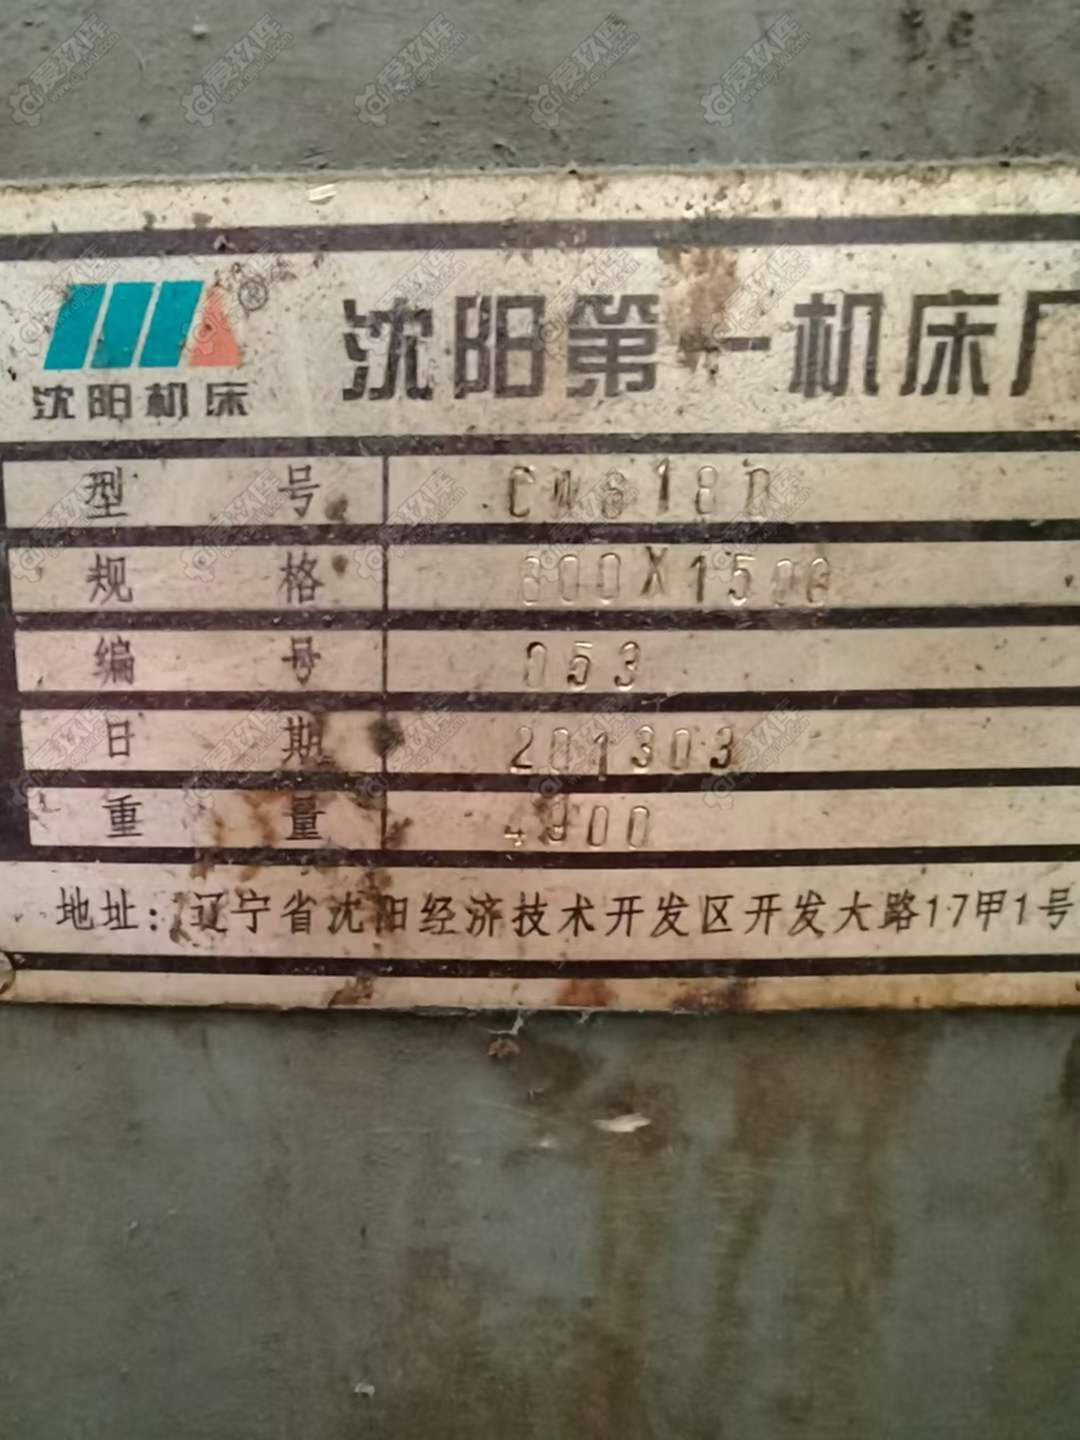 沈阳机床®
沈阳第一机床厂
型号 CW6180
规格 800X1500
编号 053
日期 201303
重量 4900
地址：辽宁省沈阳经济技术开发区开发大路17甲1号